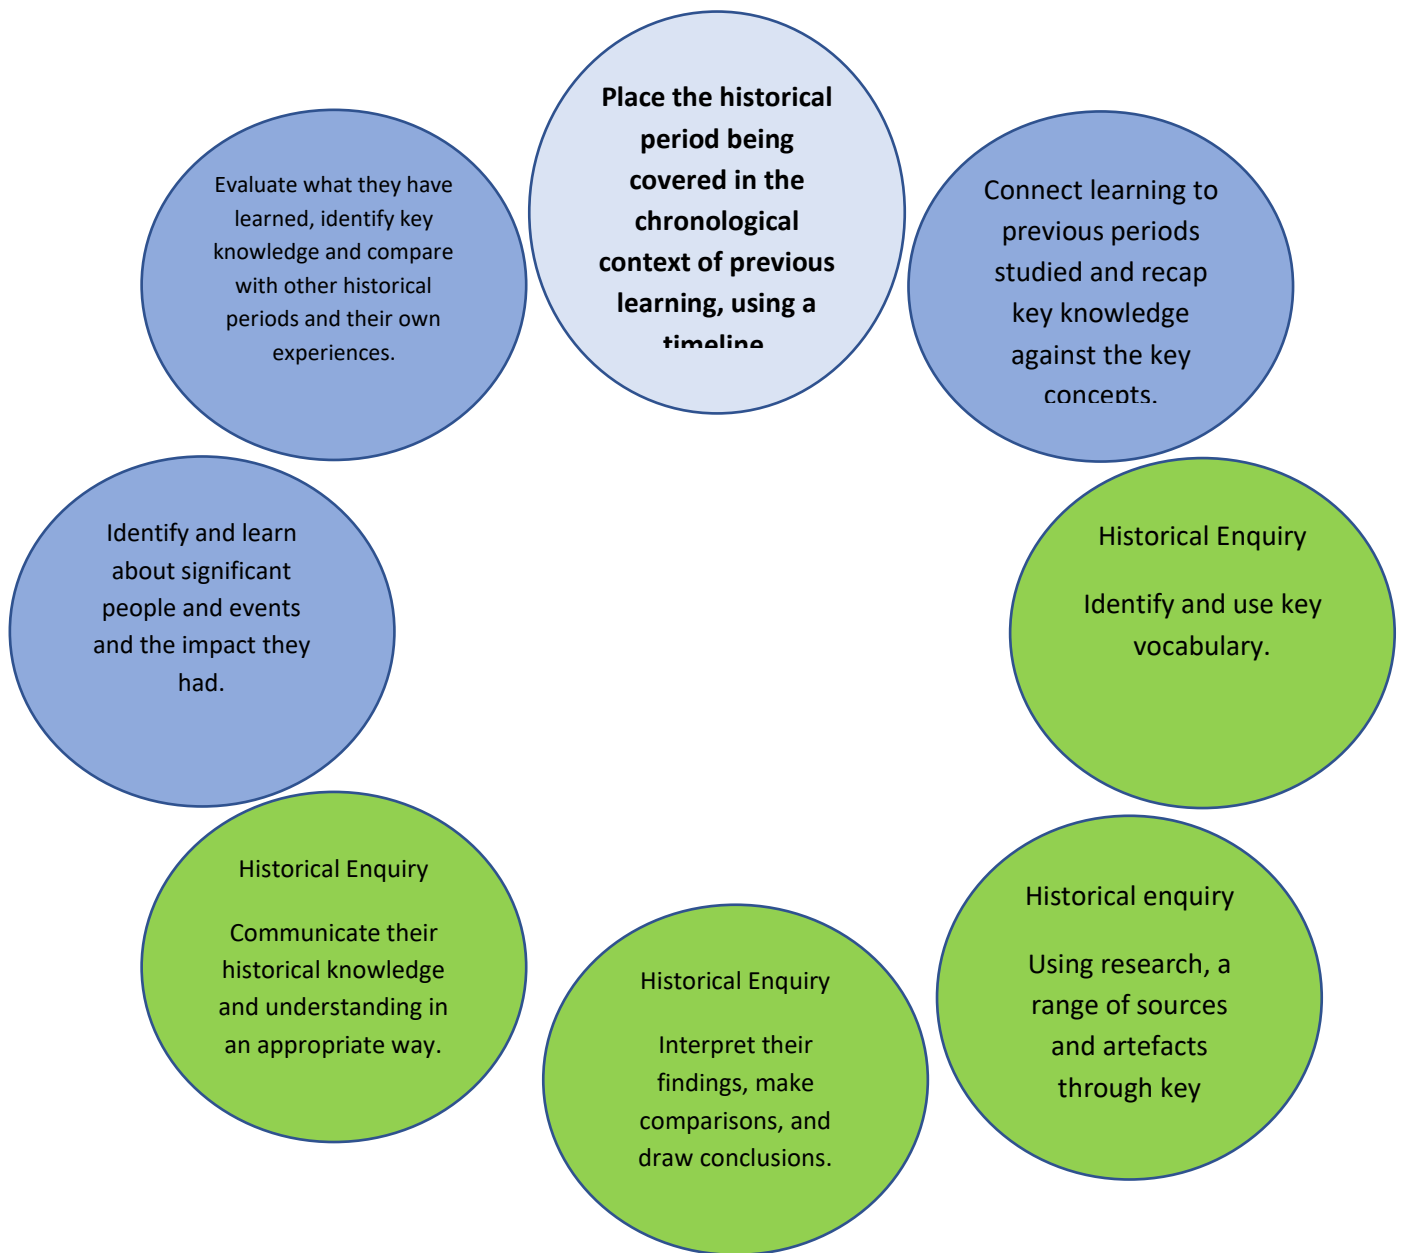 Place the historical
period being
covered in the
chronological
context of previous
learning, using a
timeline
Connect learning to
previous periods
studied and recap
key knowledge
against the key
concepts.
Historical Enquiry
Identify and use key
vocabulary.
Historical enquiry
Using research, a
range of sources
and artefacts
through key
Historical Enquiry
Interpret their
findings, make
comparisons, and
draw conclusions.
Historical Enquiry
Communicate their
historical knowledge
and understanding in
an appropriate way.
Identify and learn
about significant
people and events
and the impact they
had.
Evaluate what they have
learned, identify key
knowledge and compare
with other historical
periods and their own
experiences.